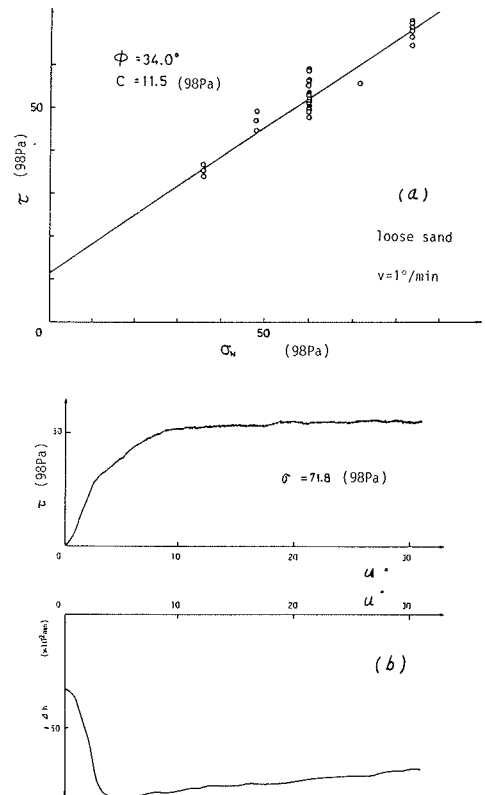 ϕ = 34.0°
C = 11.5 (98Pa)
50
τ (98Pa)
(a)
loose sand
v=1°/min
0
50
σN (98Pa)
50
τ (98Pa)
σ = 71.8 (98Pa)
0
10
20
30
u°
u°
0
10
20
30
(b)
Δh
50